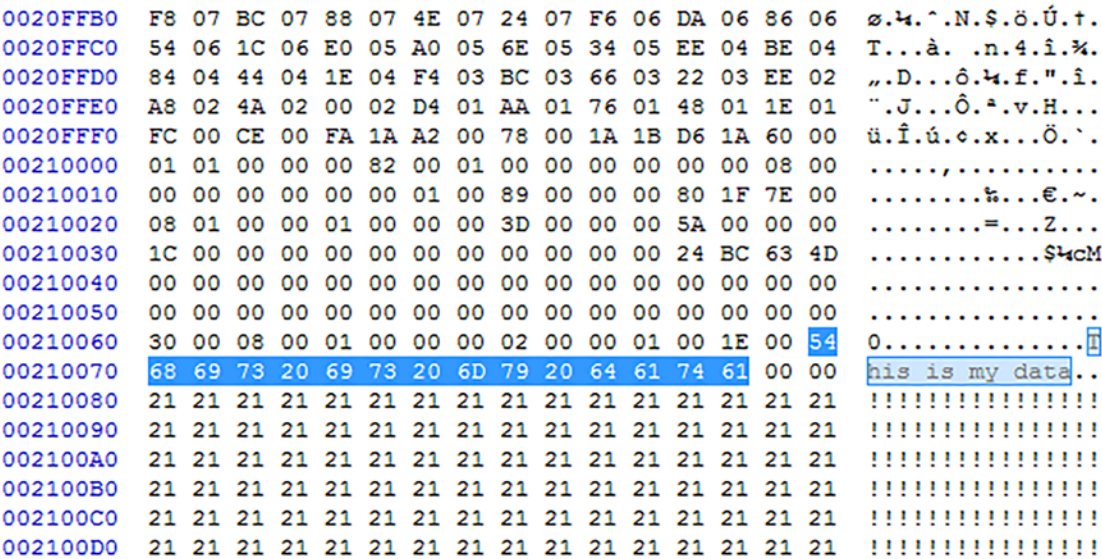 0020FFB0 F8 07 BC 07 88 07 4E 07 24 07 F6 06 DA 06 86 06 ø.¼.ˆ.N.$.ö.Ú.†.
0020FFC0 54 06 1C 06 E0 05 A0 05 6E 05 34 05 EE 04 BE 04 T...à. .n.4.î.¾.
0020FFD0 84 04 44 04 1E 04 F4 03 BC 03 66 03 22 03 EE 02 „.D...ô.¼.f.".î.
0020FFE0 A8 02 4A 02 00 02 D4 01 AA 01 76 01 48 01 1E 01 ¨.J...Ô.ª.v.H...
0020FFF0 FC 00 CE 00 FA 1A A2 00 78 00 1A 1B D6 1A 60 00 ü.Î.ú.¢.x...Ö.`.
00210000 01 01 00 00 00 82 00 01 00 00 00 00 00 00 08 00 .....‚..........
00210010 00 00 00 00 00 00 01 00 89 00 00 00 80 1F 7E 00 ........‰...€.~.
00210020 08 01 00 00 01 00 00 00 3D 00 00 00 5A 00 00 00 ........=...Z...
00210030 1C 00 00 00 00 00 00 00 00 00 00 00 24 BC 63 4D ............$¼cM
00210040 00 00 00 00 00 00 00 00 00 00 00 00 00 00 00 00 ................
00210050 00 00 00 00 00 00 00 00 00 00 00 00 00 00 00 00 ................
00210060 30 00 08 00 01 00 00 00 02 00 00 01 00 1E 00 54 0..............T
00210070 68 69 73 20 69 73 20 6D 79 20 64 61 74 61 00 00 his is my data..
00210080 21 21 21 21 21 21 21 21 21 21 21 21 21 21 21 21 !!!!!!!!!!!!!!!!
00210090 21 21 21 21 21 21 21 21 21 21 21 21 21 21 21 21 !!!!!!!!!!!!!!!!
002100A0 21 21 21 21 21 21 21 21 21 21 21 21 21 21 21 21 !!!!!!!!!!!!!!!!
002100B0 21 21 21 21 21 21 21 21 21 21 21 21 21 21 21 21 !!!!!!!!!!!!!!!!
002100C0 21 21 21 21 21 21 21 21 21 21 21 21 21 21 21 21 !!!!!!!!!!!!!!!!
002100D0 21 21 21 21 21 21 21 21 21 21 21 21 21 21 21 21 !!!!!!!!!!!!!!!!